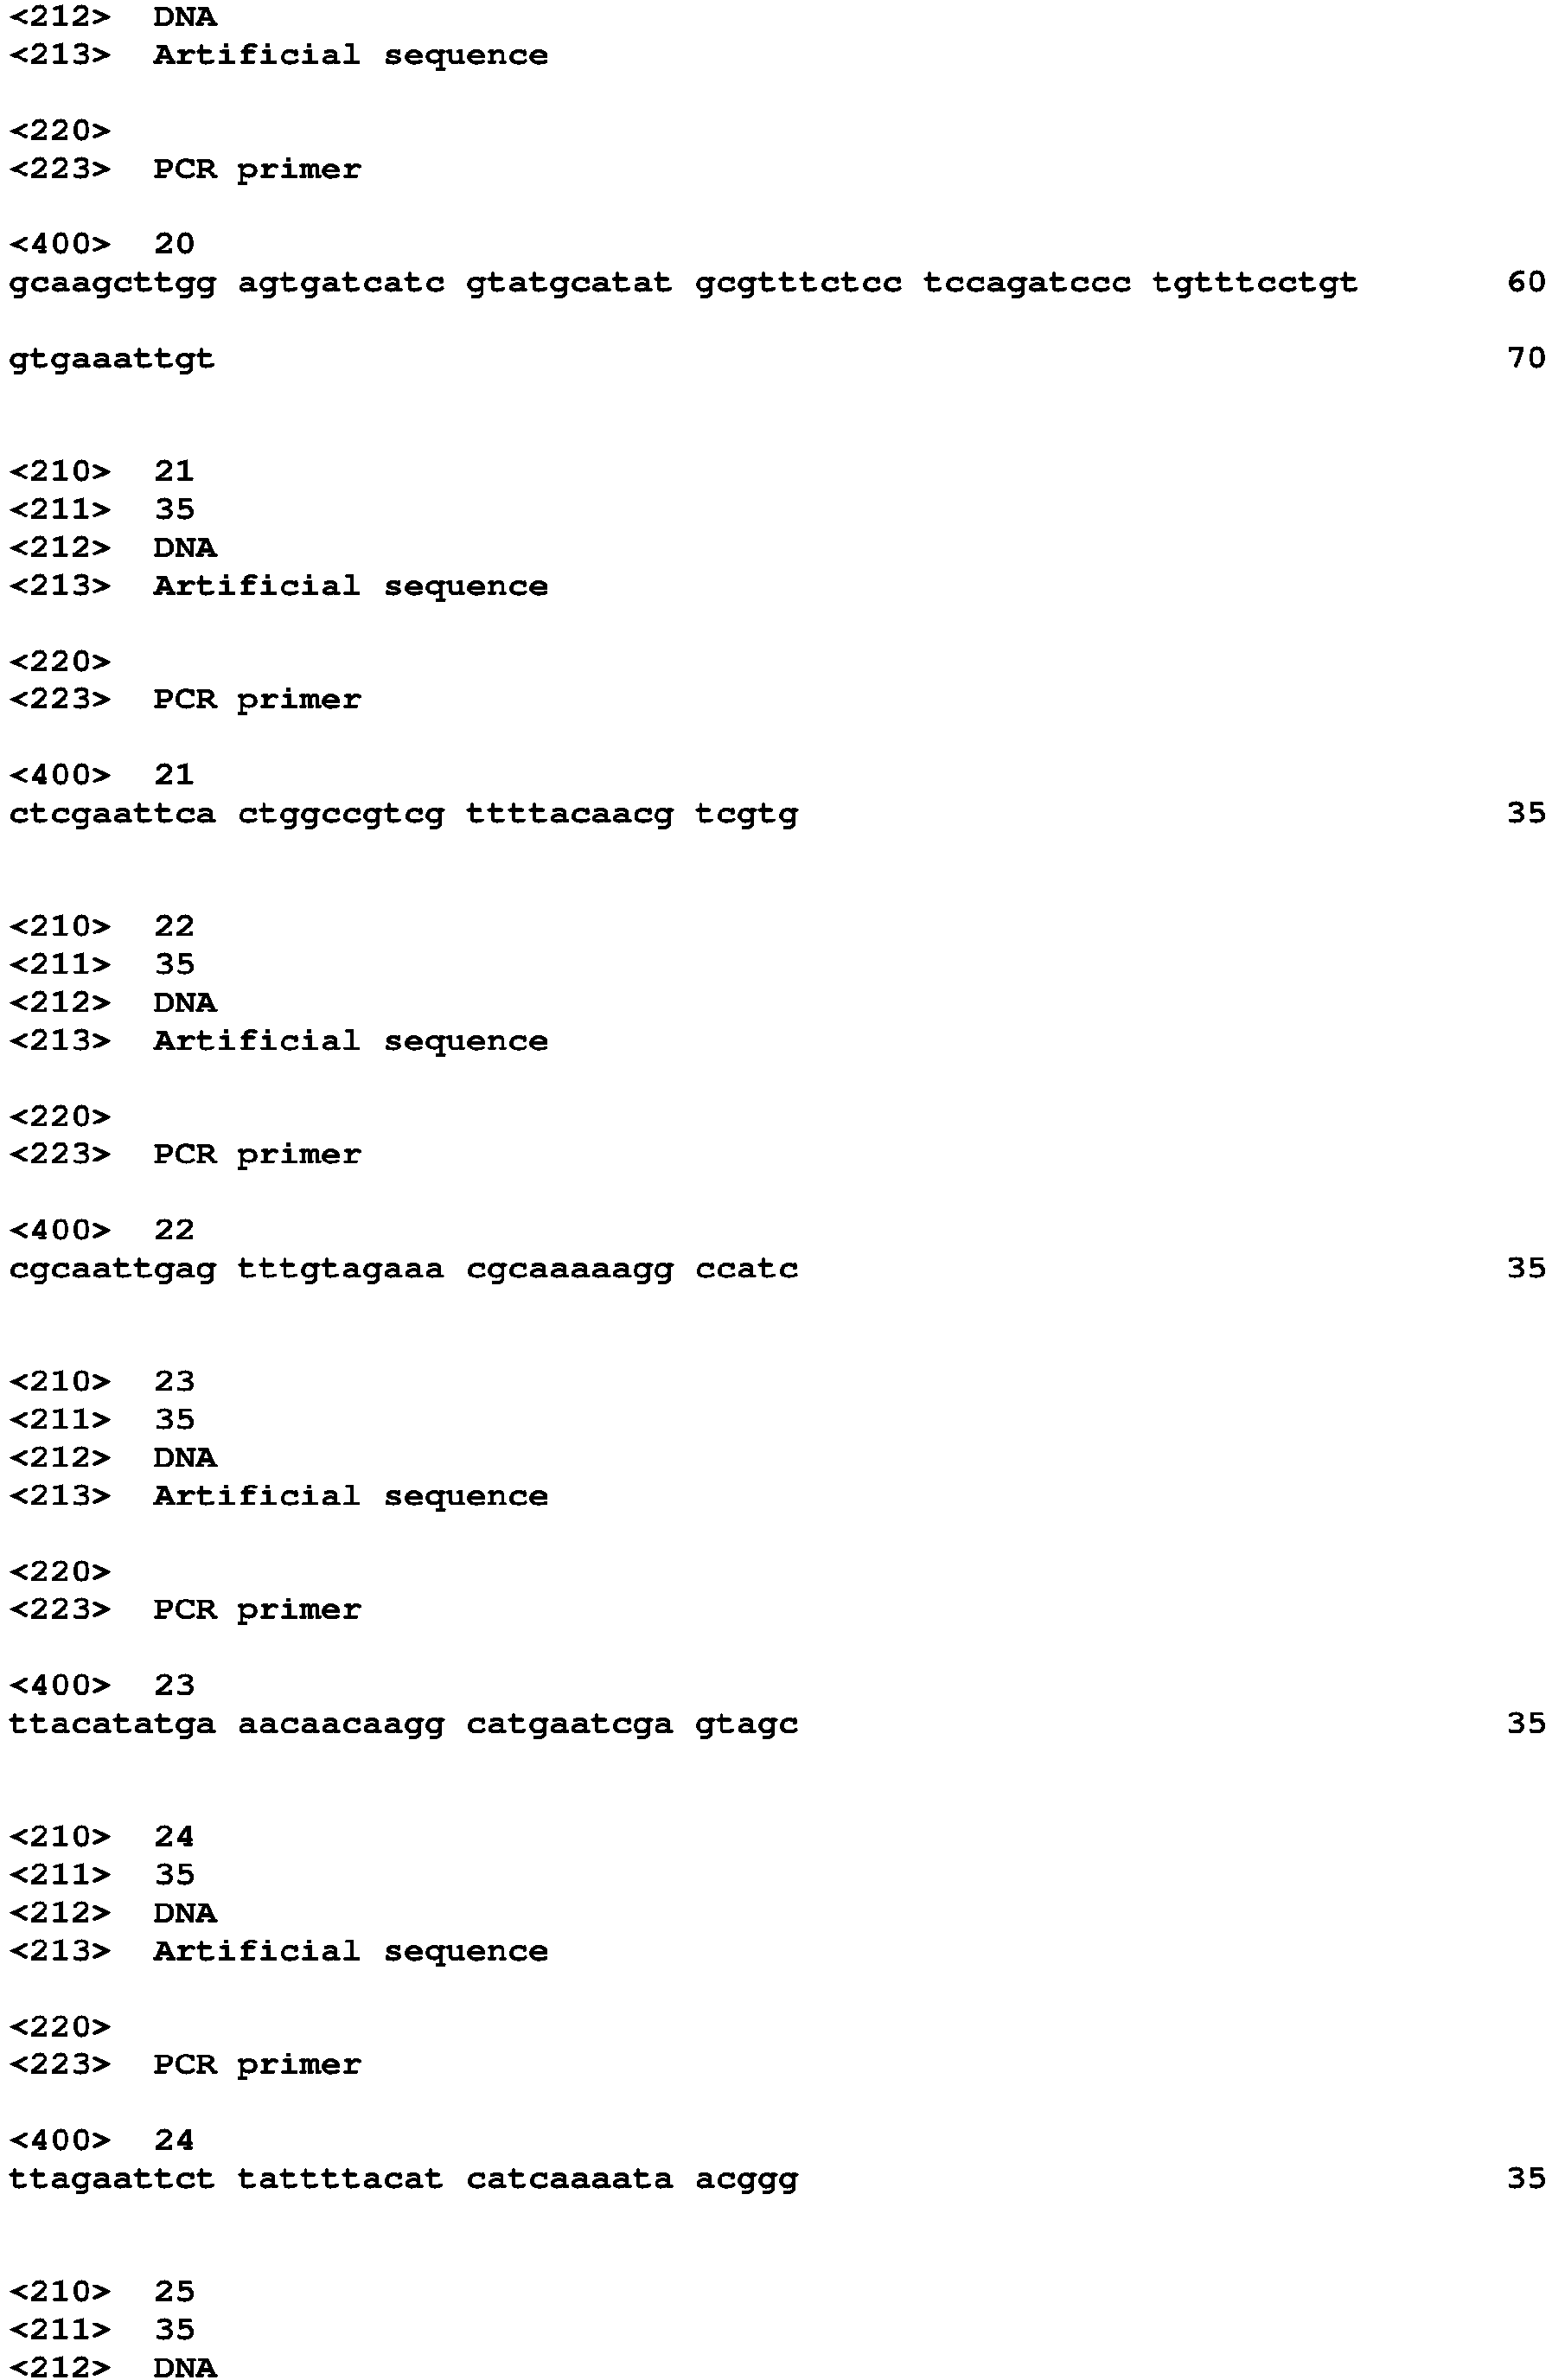 <212> DNA
<213> Artificial sequence
<220>
<223> PCR primer
<400> 20
gcaagcttgg agtgatcatc gtatgcatat gcgtttctcc tccagatccc tgtttcctgt 60
gtgaaattgt 70
<210> 21
<211> 35
<212> DNA
<213> Artificial sequence
<220>
<223> PCR primer
<400> 21
ctcgaattca ctggccgtcg ttttacaacg tcgtg 35
<210> 22
<211> 35
<212> DNA
<213> Artificial sequence
<220>
<223> PCR primer
<400> 22
cgcaattgag tttgtagaaa cgcaaaaagg ccatc 35
<210> 23
<211> 35
<212> DNA
<213> Artificial sequence
<220>
<223> PCR primer
<400> 23
ttacatatga aacaacaagg catgaatcga gtagc 35
<210> 24
<211> 35
<212> DNA
<213> Artificial sequence
<220>
<223> PCR primer
<400> 24
ttagaattct tattttacat catcaaaata acggg 35
<210> 25
<211> 35
<212> DNA